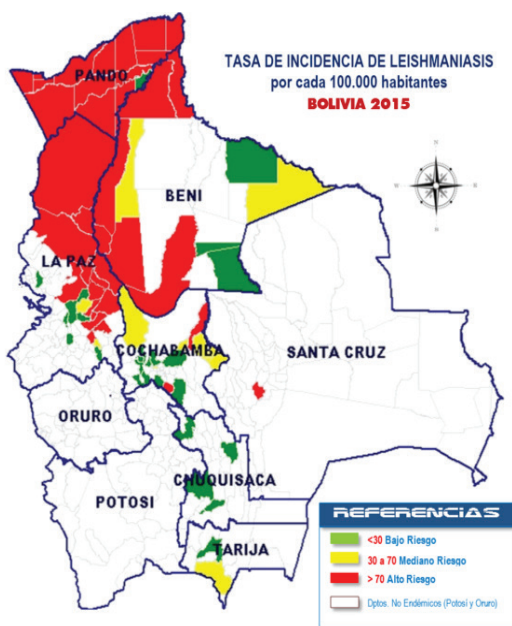 TASA DE INCIDENCIA DE LEISHMANIASIS
por cada 100.000 habitantes
BOLIVIA 2015
PANDO
N
W
E
S
BENI
LA PAZ
COCHABAMBA
SANTA CRUZ
ORURO
POTOSI
CHUQUISACA
TARIJA
REFERENCIAS
<30 Bajo Riesgo
30 a 70 Mediano Riesgo
> 70 Alto Riesgo
Dptos. No Endémicos (Potosí y Oruro)